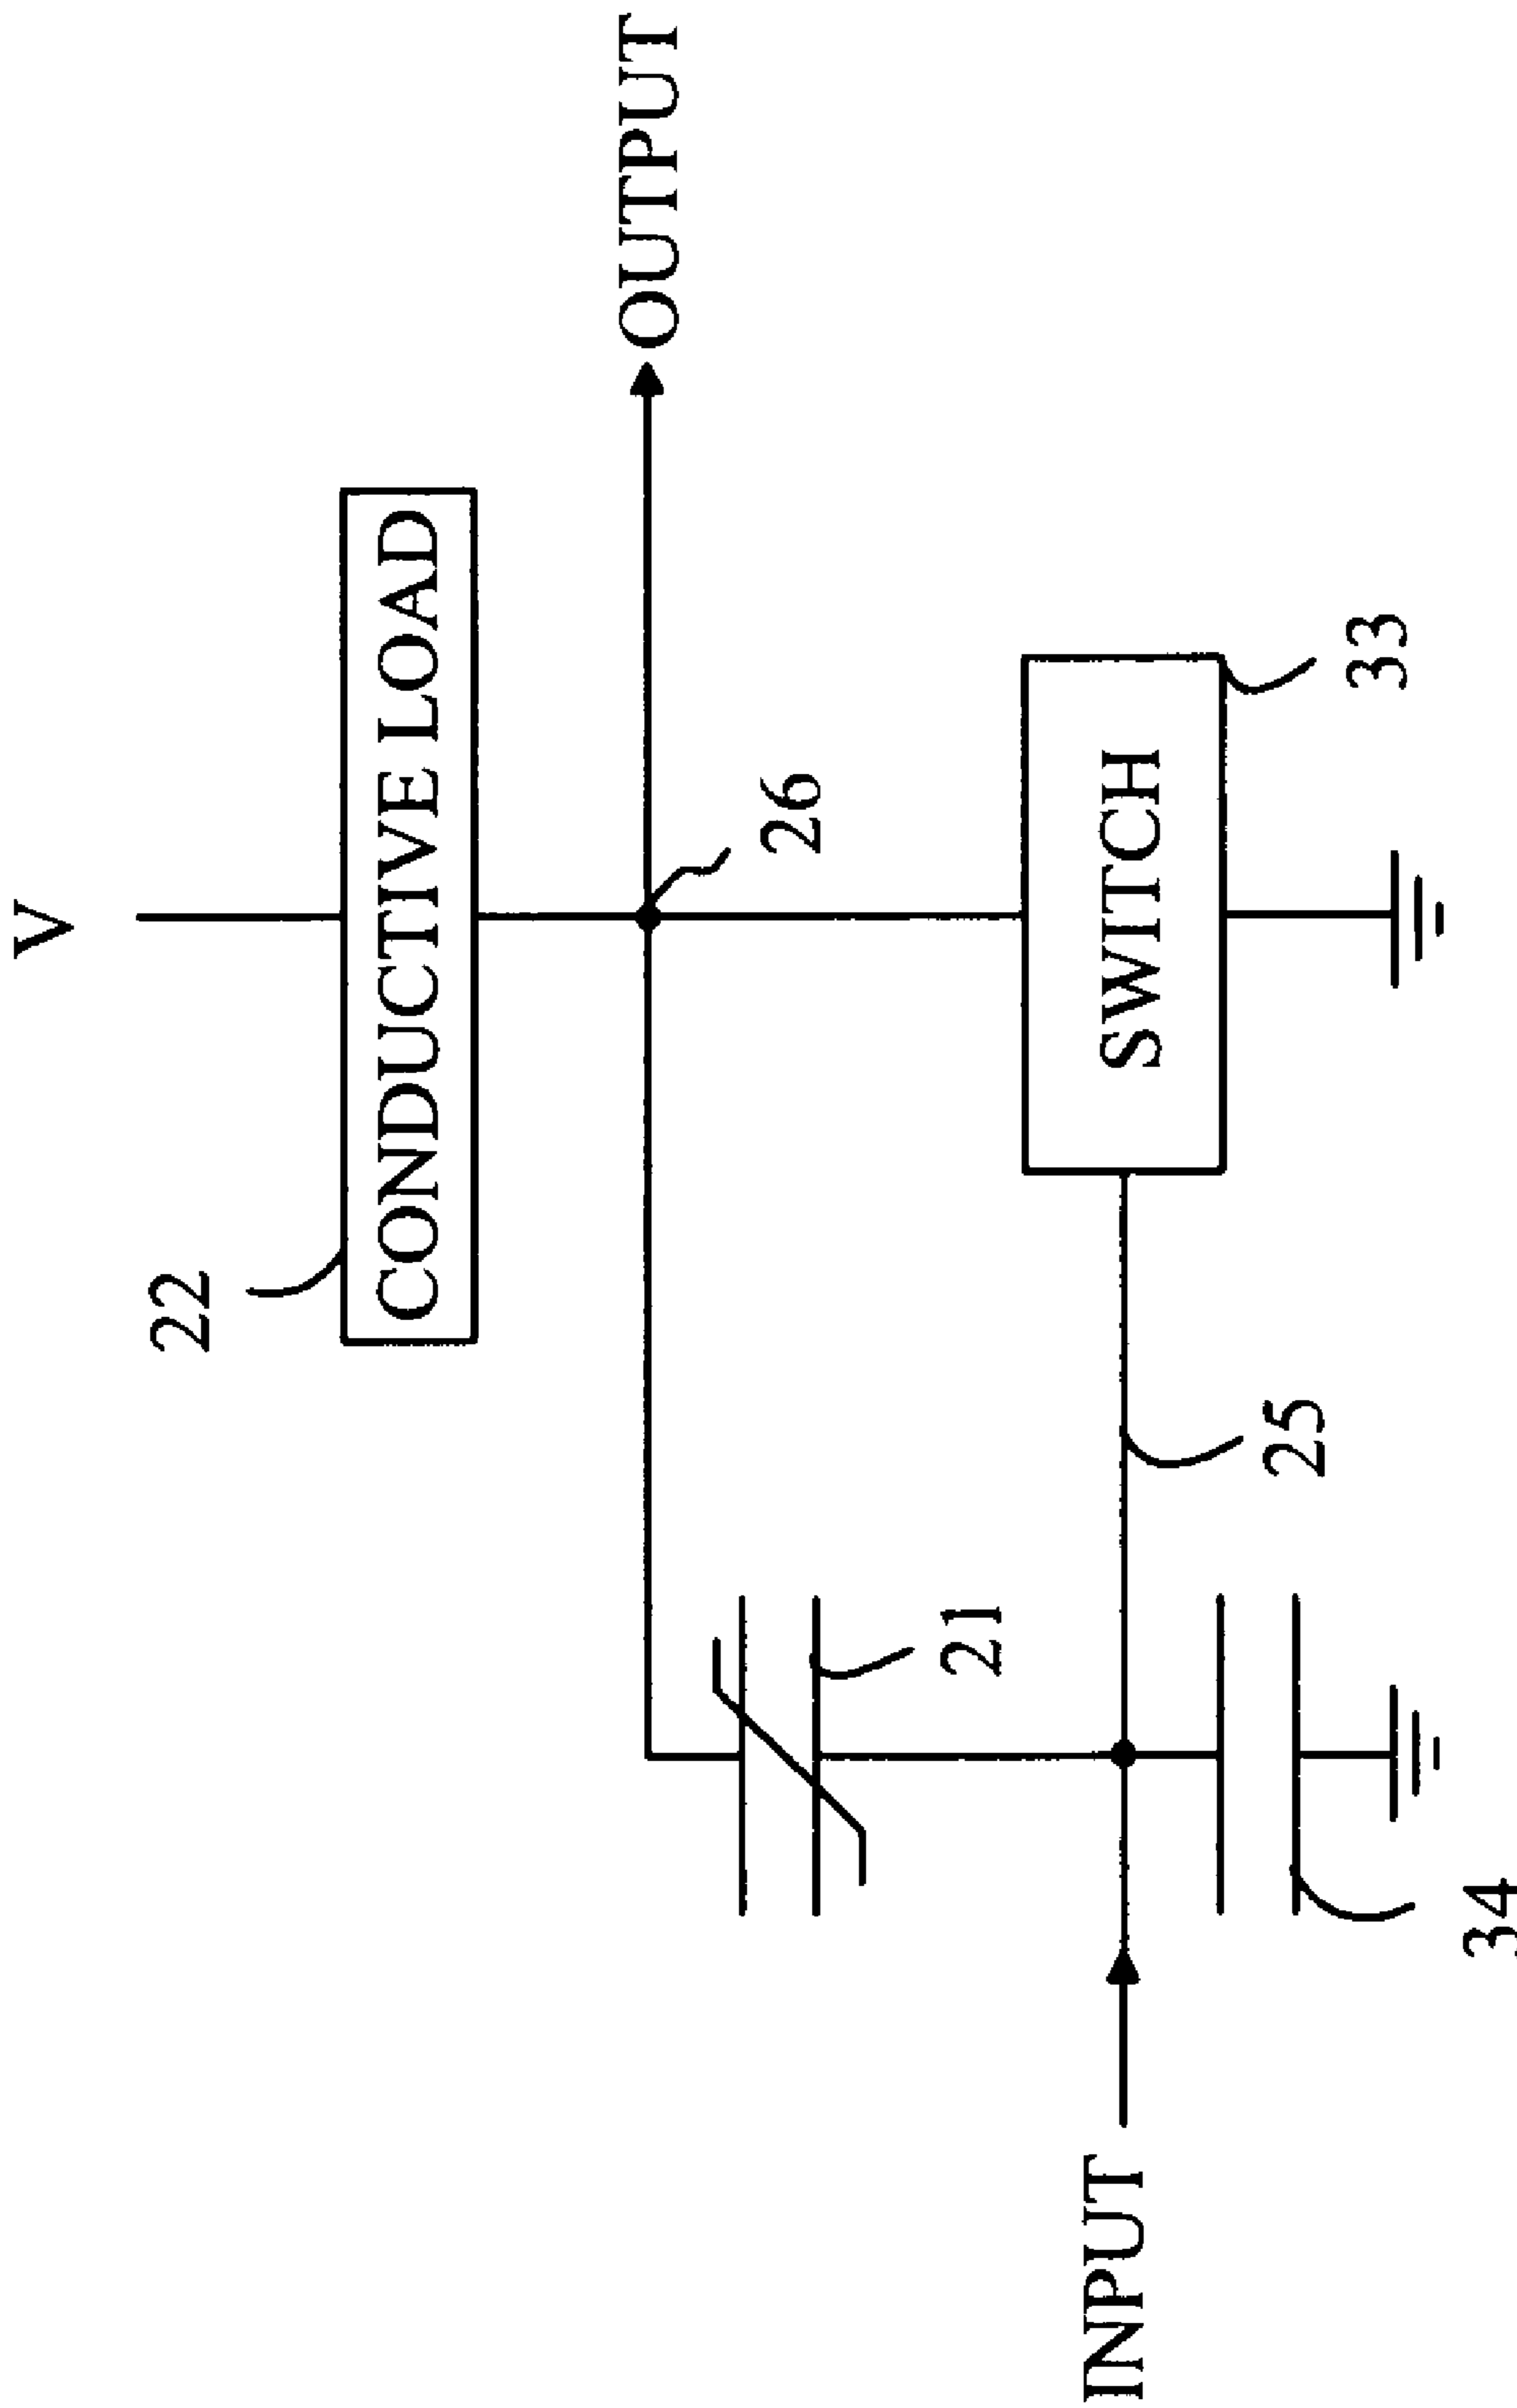 V
22
CONDUCTIVE LOAD
OUTPUT
26
21
INPUT
25
SWITCH
33
34